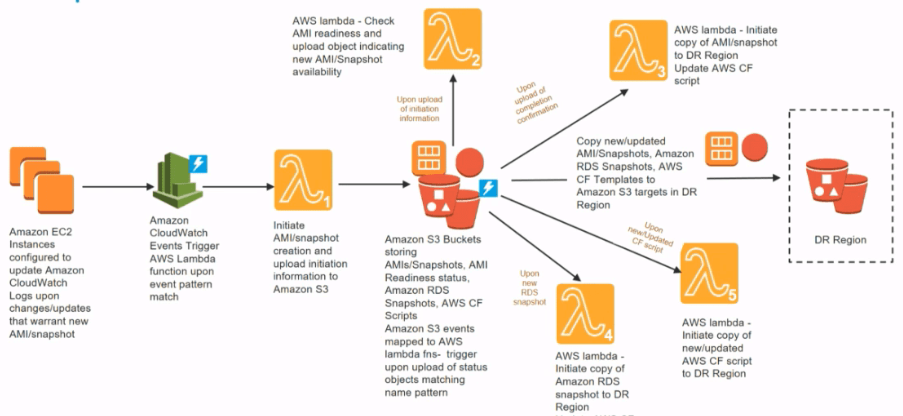 AWS lambda - Check
AMI readiness and
upload object indicating
new AMI/Snapshot
availability
2
Upon upload
of initiation
information
Upon
upload of
completion
confirmation
3
AWS lambda - Initiate
copy of AMI/snapshot
to DR Region
Update AWS CF
script
Amazon EC2
Instances
configured to
update Amazon
CloudWatch
Logs upon
changes/updates
that warrant new
AMI/snapshot
Amazon
CloudWatch
Events Trigger
AWS Lambda
function upon
event pattern
match
1
Initiate
AMI/snapshot
creation and
upload initiation
information to
Amazon S3
Amazon S3 Buckets
storing
AMIs/Snapshots, AMI
Readiness status,
Amazon RDS
Snapshots, AWS CF
Scripts
Amazon S3 events
mapped to AWS
lambda fns- trigger
upon upload of status
objects matching
name pattern
Copy new/updated
AMI/Snapshots, Amazon
RDS Snapshots, AWS
CF Templates to
Amazon S3 targets in DR
Region
DR Region
Upon
new
RDS
snapshot
4
AWS lambda -
Initiate copy of
Amazon RDS
snapshot to DR
Region
Upon
new/Updated
CF script
5
AWS lambda -
Initiate copy of
new/updated
AWS CF script
to DR Region